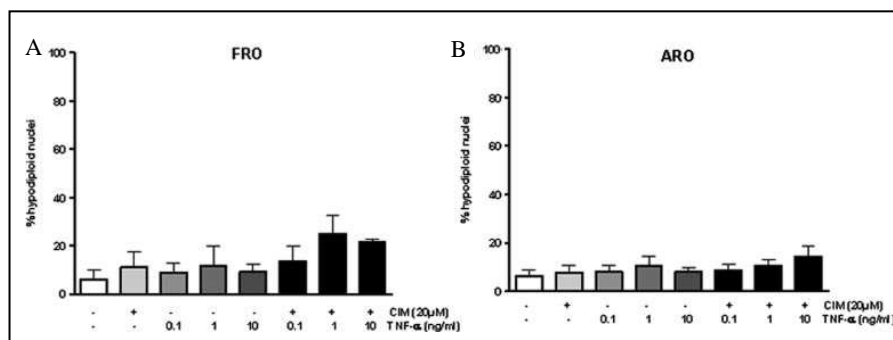 A
FRO
% hypodiploid nuclei
100
80
60
40
20
0
- + - - - + + + CIM (20µM)
- - 0.1 1 10 0.1 1 10 TNF-α (ng/ml)
B
ARO
% hypodiploid nuclei
100
80
60
40
20
0
- + - - - + + + CIM (20µM)
- - 0.1 1 10 0.1 1 10 TNF-α (ng/ml)